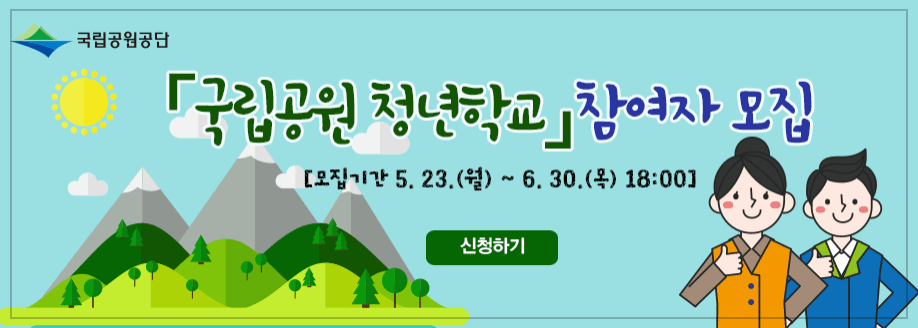 국립공원공단
「국립공원 청년학교」참여자 모집
[모집기간 5. 23.(월) ~ 6. 30.(목) 18:00]
신청하기